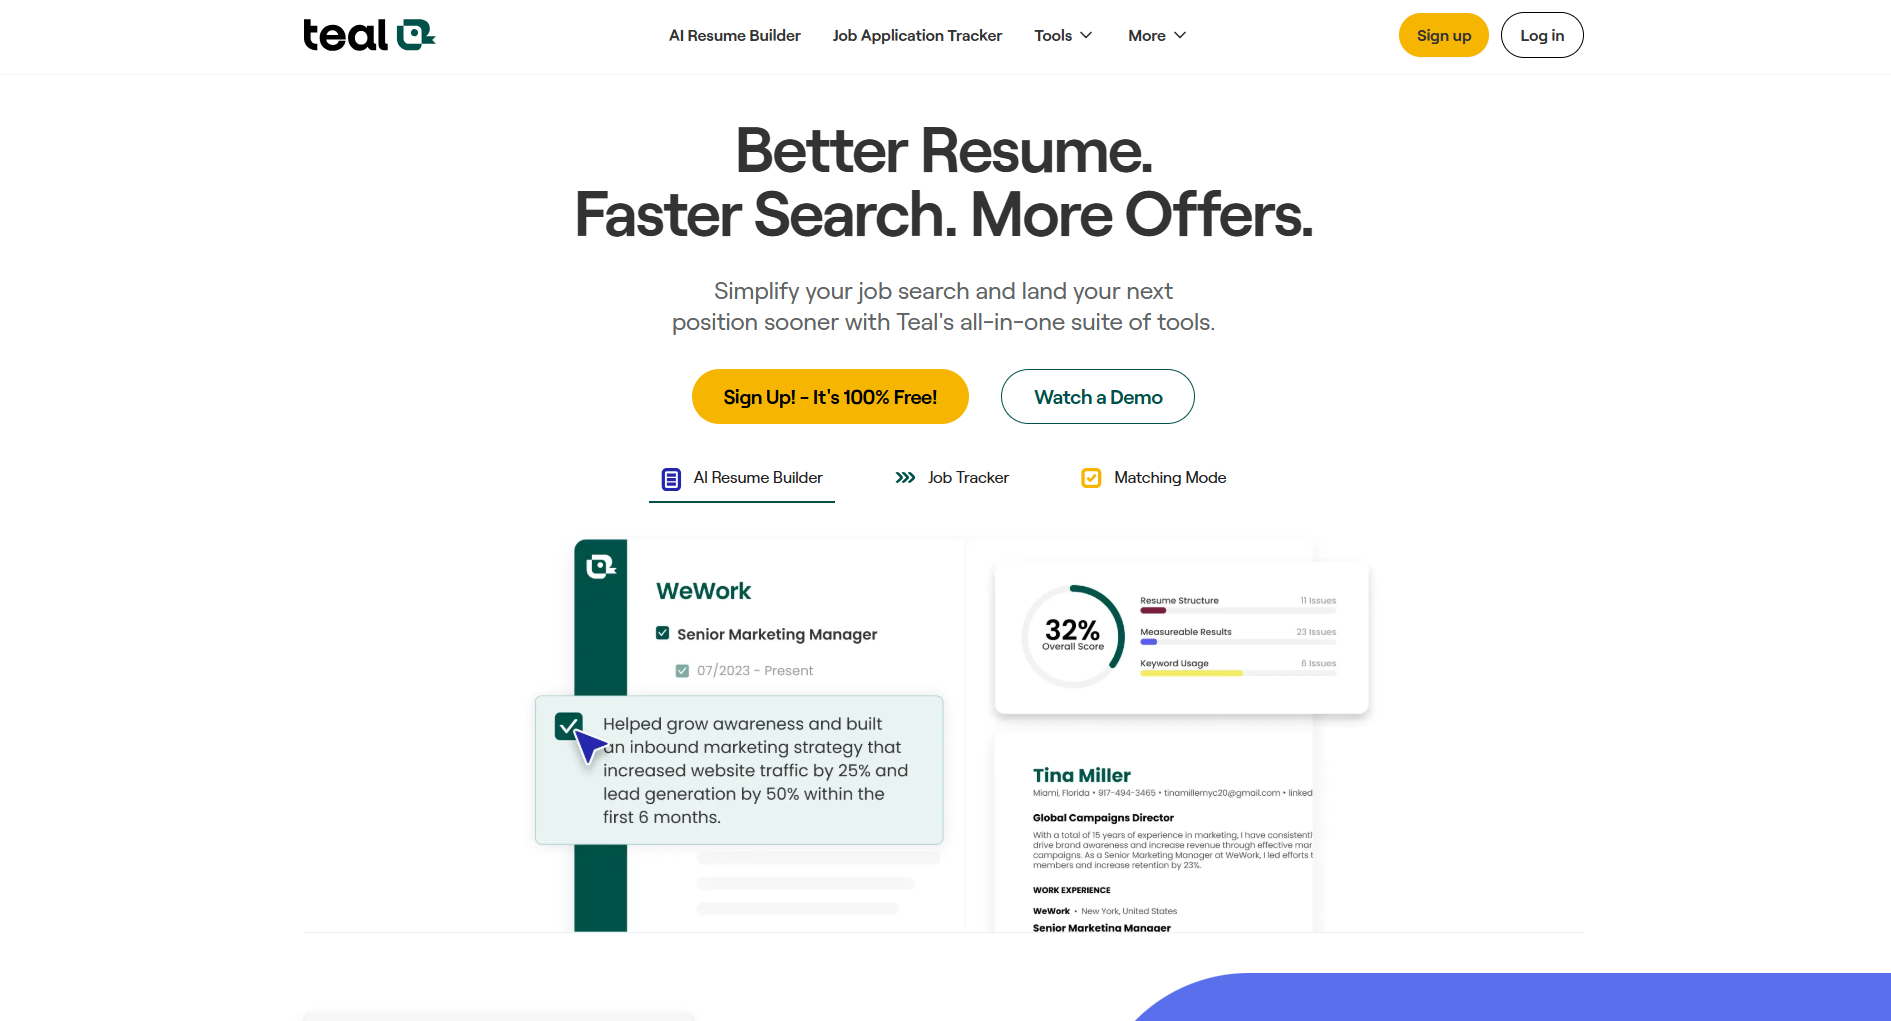 teal
AI Resume Builder
Job Application Tracker
Tools
More
Sign up
Log in
Better Resume.
Faster Search. More Offers.
Simplify your job search and land your next
position sooner with Teal's all-in-one suite of tools.
Sign Up! - It's 100% Free!
Watch a Demo
AI Resume Builder
Job Tracker
Matching Mode
WeWork
Senior Marketing Manager
07/2023 - Present
Helped grow awareness and built
an inbound marketing strategy that
increased website traffic by 25% and
lead generation by 50% within the
first 6 months.
32%
Overall Score
Resume Structure 11 Issues
Measureable Results 23 Issues
Keyword Usage 6 Issues
Tina Miller
Miami, Florida • 917-494-3465 • tinamillernyc20@gmail.com • linked
Global Campaigns Director
With a total of 15 years of experience in marketing, I have consistentl
drive brand awareness and increase revenue through effective mar
campaigns. As a Senior Marketing Manager at WeWork, I led efforts t
members and increase retention by 23%.
WORK EXPERIENCE
WeWork • New York, United States
Senior Marketing Manager